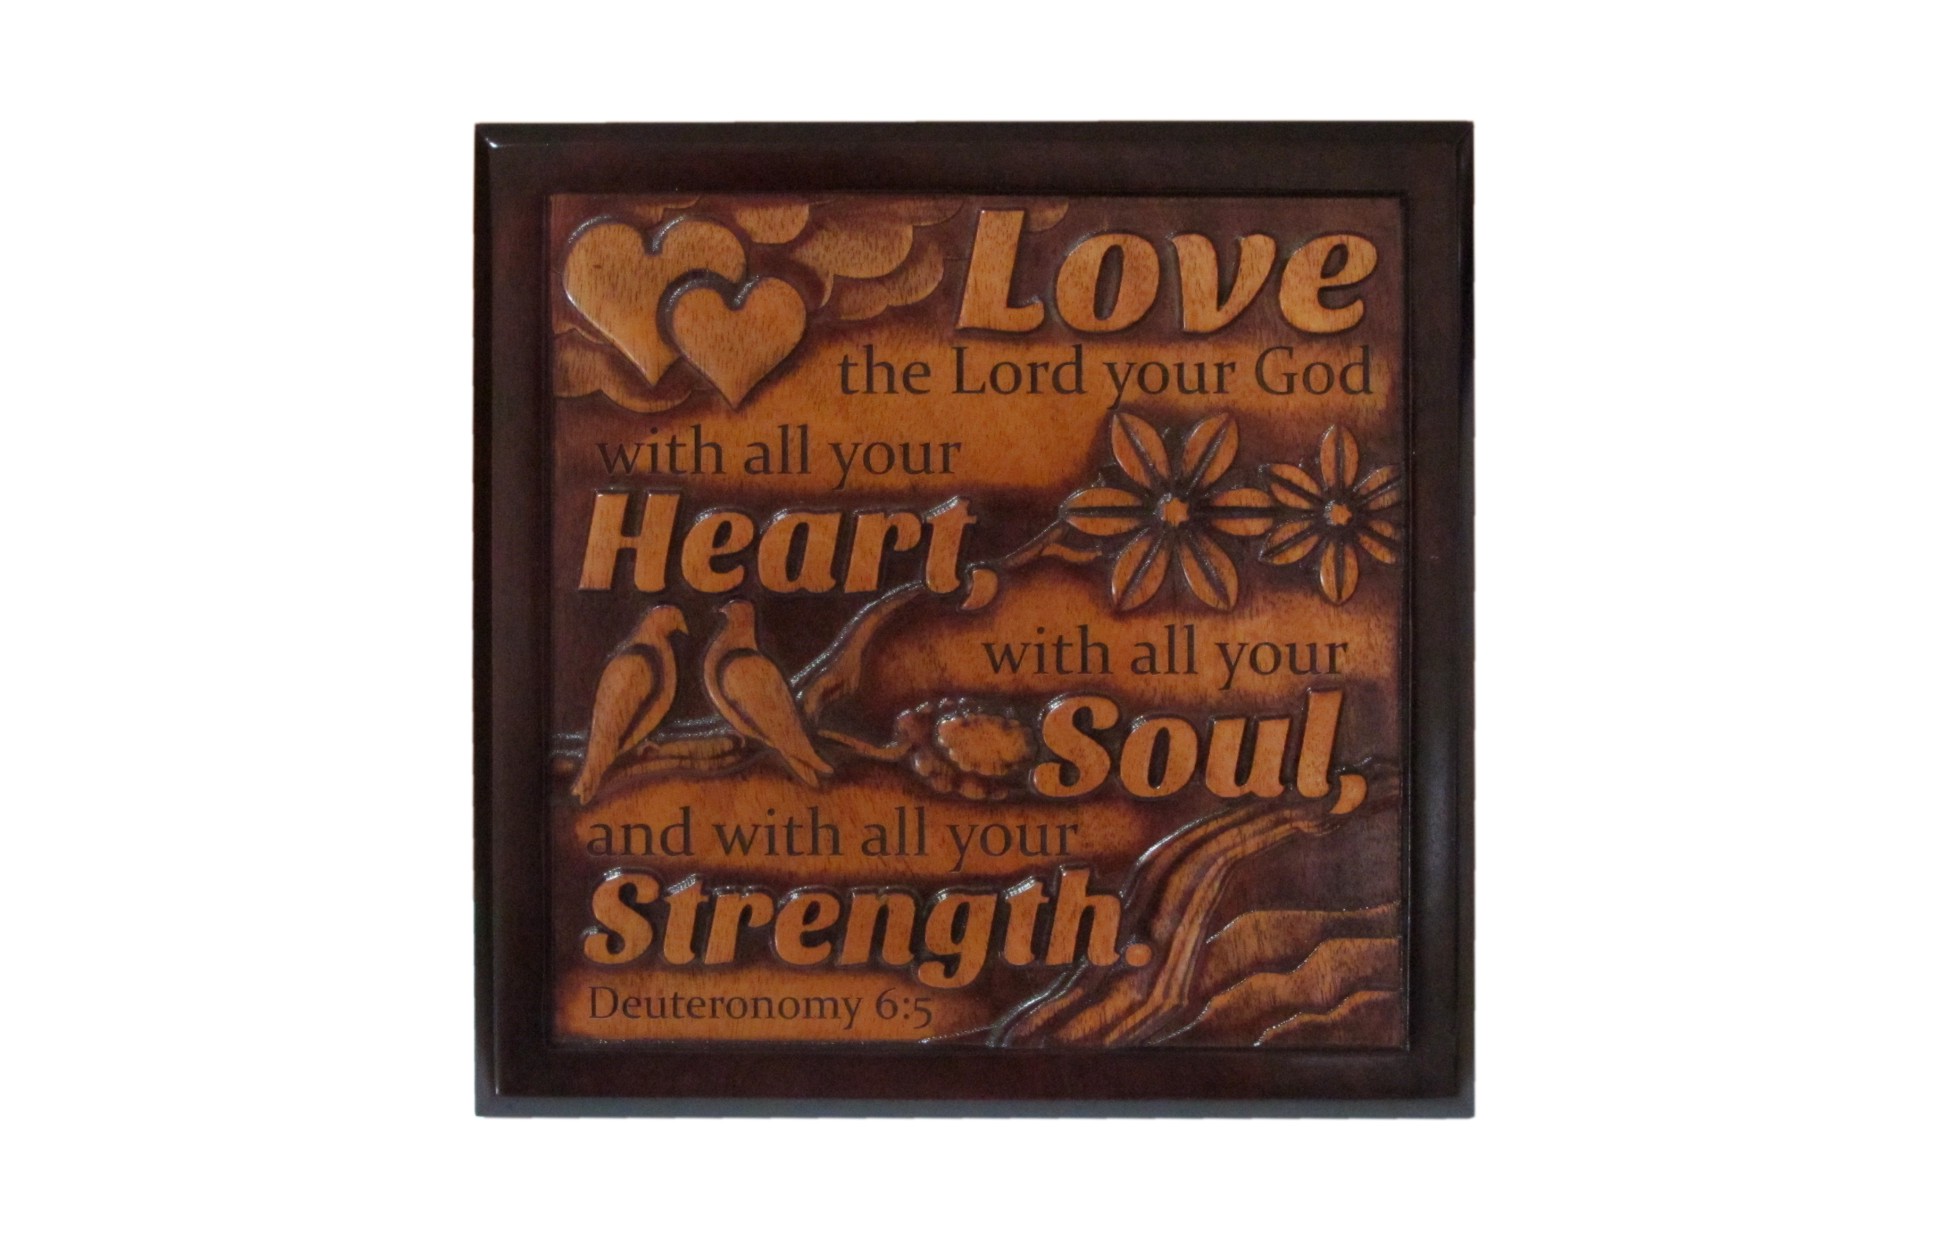 Love
the Lord your God
with all your
Heart,
with all your
Soul,
and with all your
Strength.
Deuteronomy 6:5